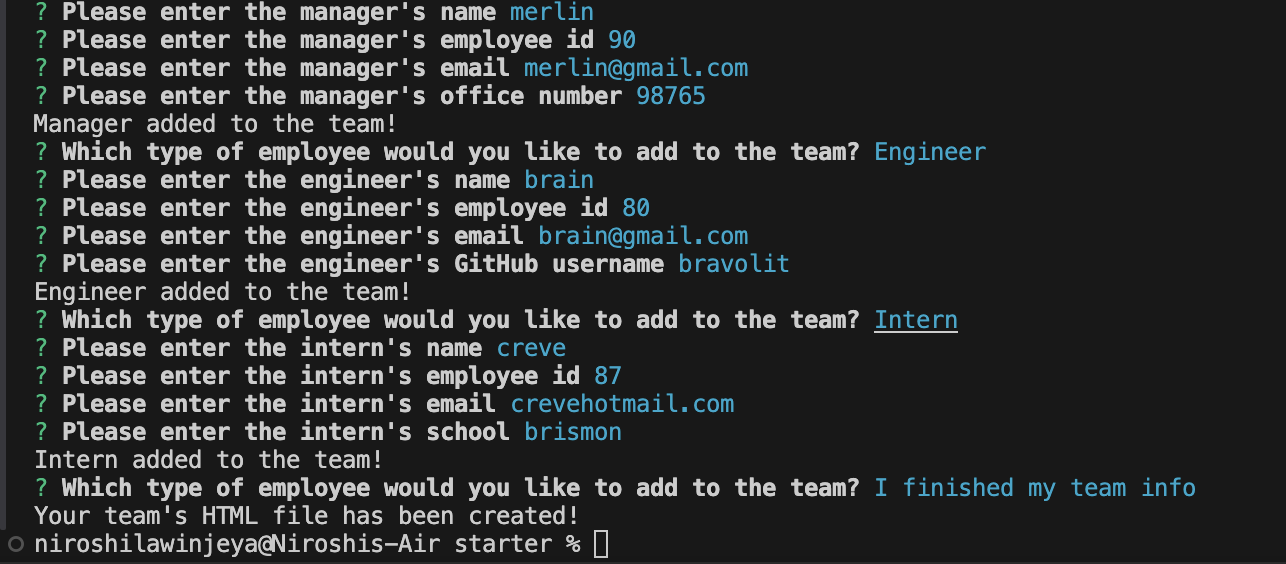 ? Please enter the manager's name merlin
? Please enter the manager's employee id 90
? Please enter the manager's email merlin@gmail.com
? Please enter the manager's office number 98765
Manager added to the team!
? Which type of employee would you like to add to the team? Engineer
? Please enter the engineer's name brain
? Please enter the engineer's employee id 80
? Please enter the engineer's email brain@gmail.com
? Please enter the engineer's GitHub username bravolit
Engineer added to the team!
? Which type of employee would you like to add to the team? Intern
? Please enter the intern's name creve
? Please enter the intern's employee id 87
? Please enter the intern's email crevehotmail.com
? Please enter the intern's school brismon
Intern added to the team!
? Which type of employee would you like to add to the team? I finished my team info
Your team's HTML file has been created!
niroshilawinjeya@Niroshis-Air starter %